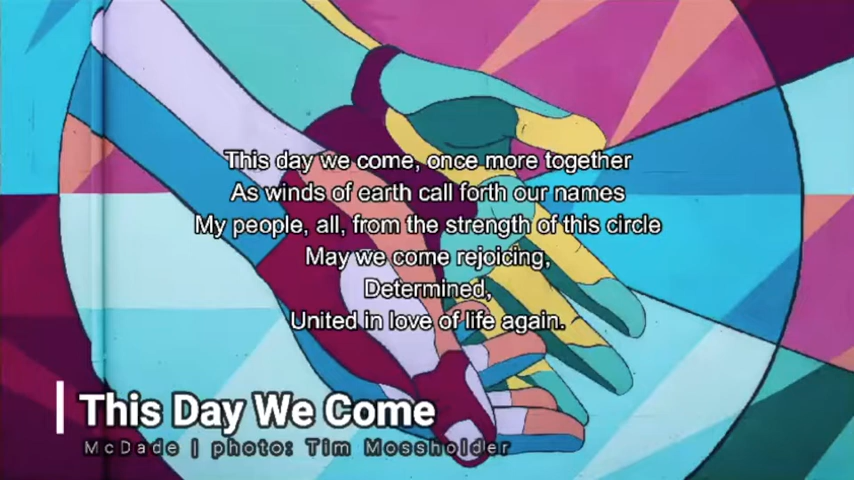 This day we come, once more together
As winds of earth call forth our names
My people, all, from the strength of this circle
May we come rejoicing,
Determined,
United in love of life again.
This Day We Come
McDade | photo: Tim Mossholder